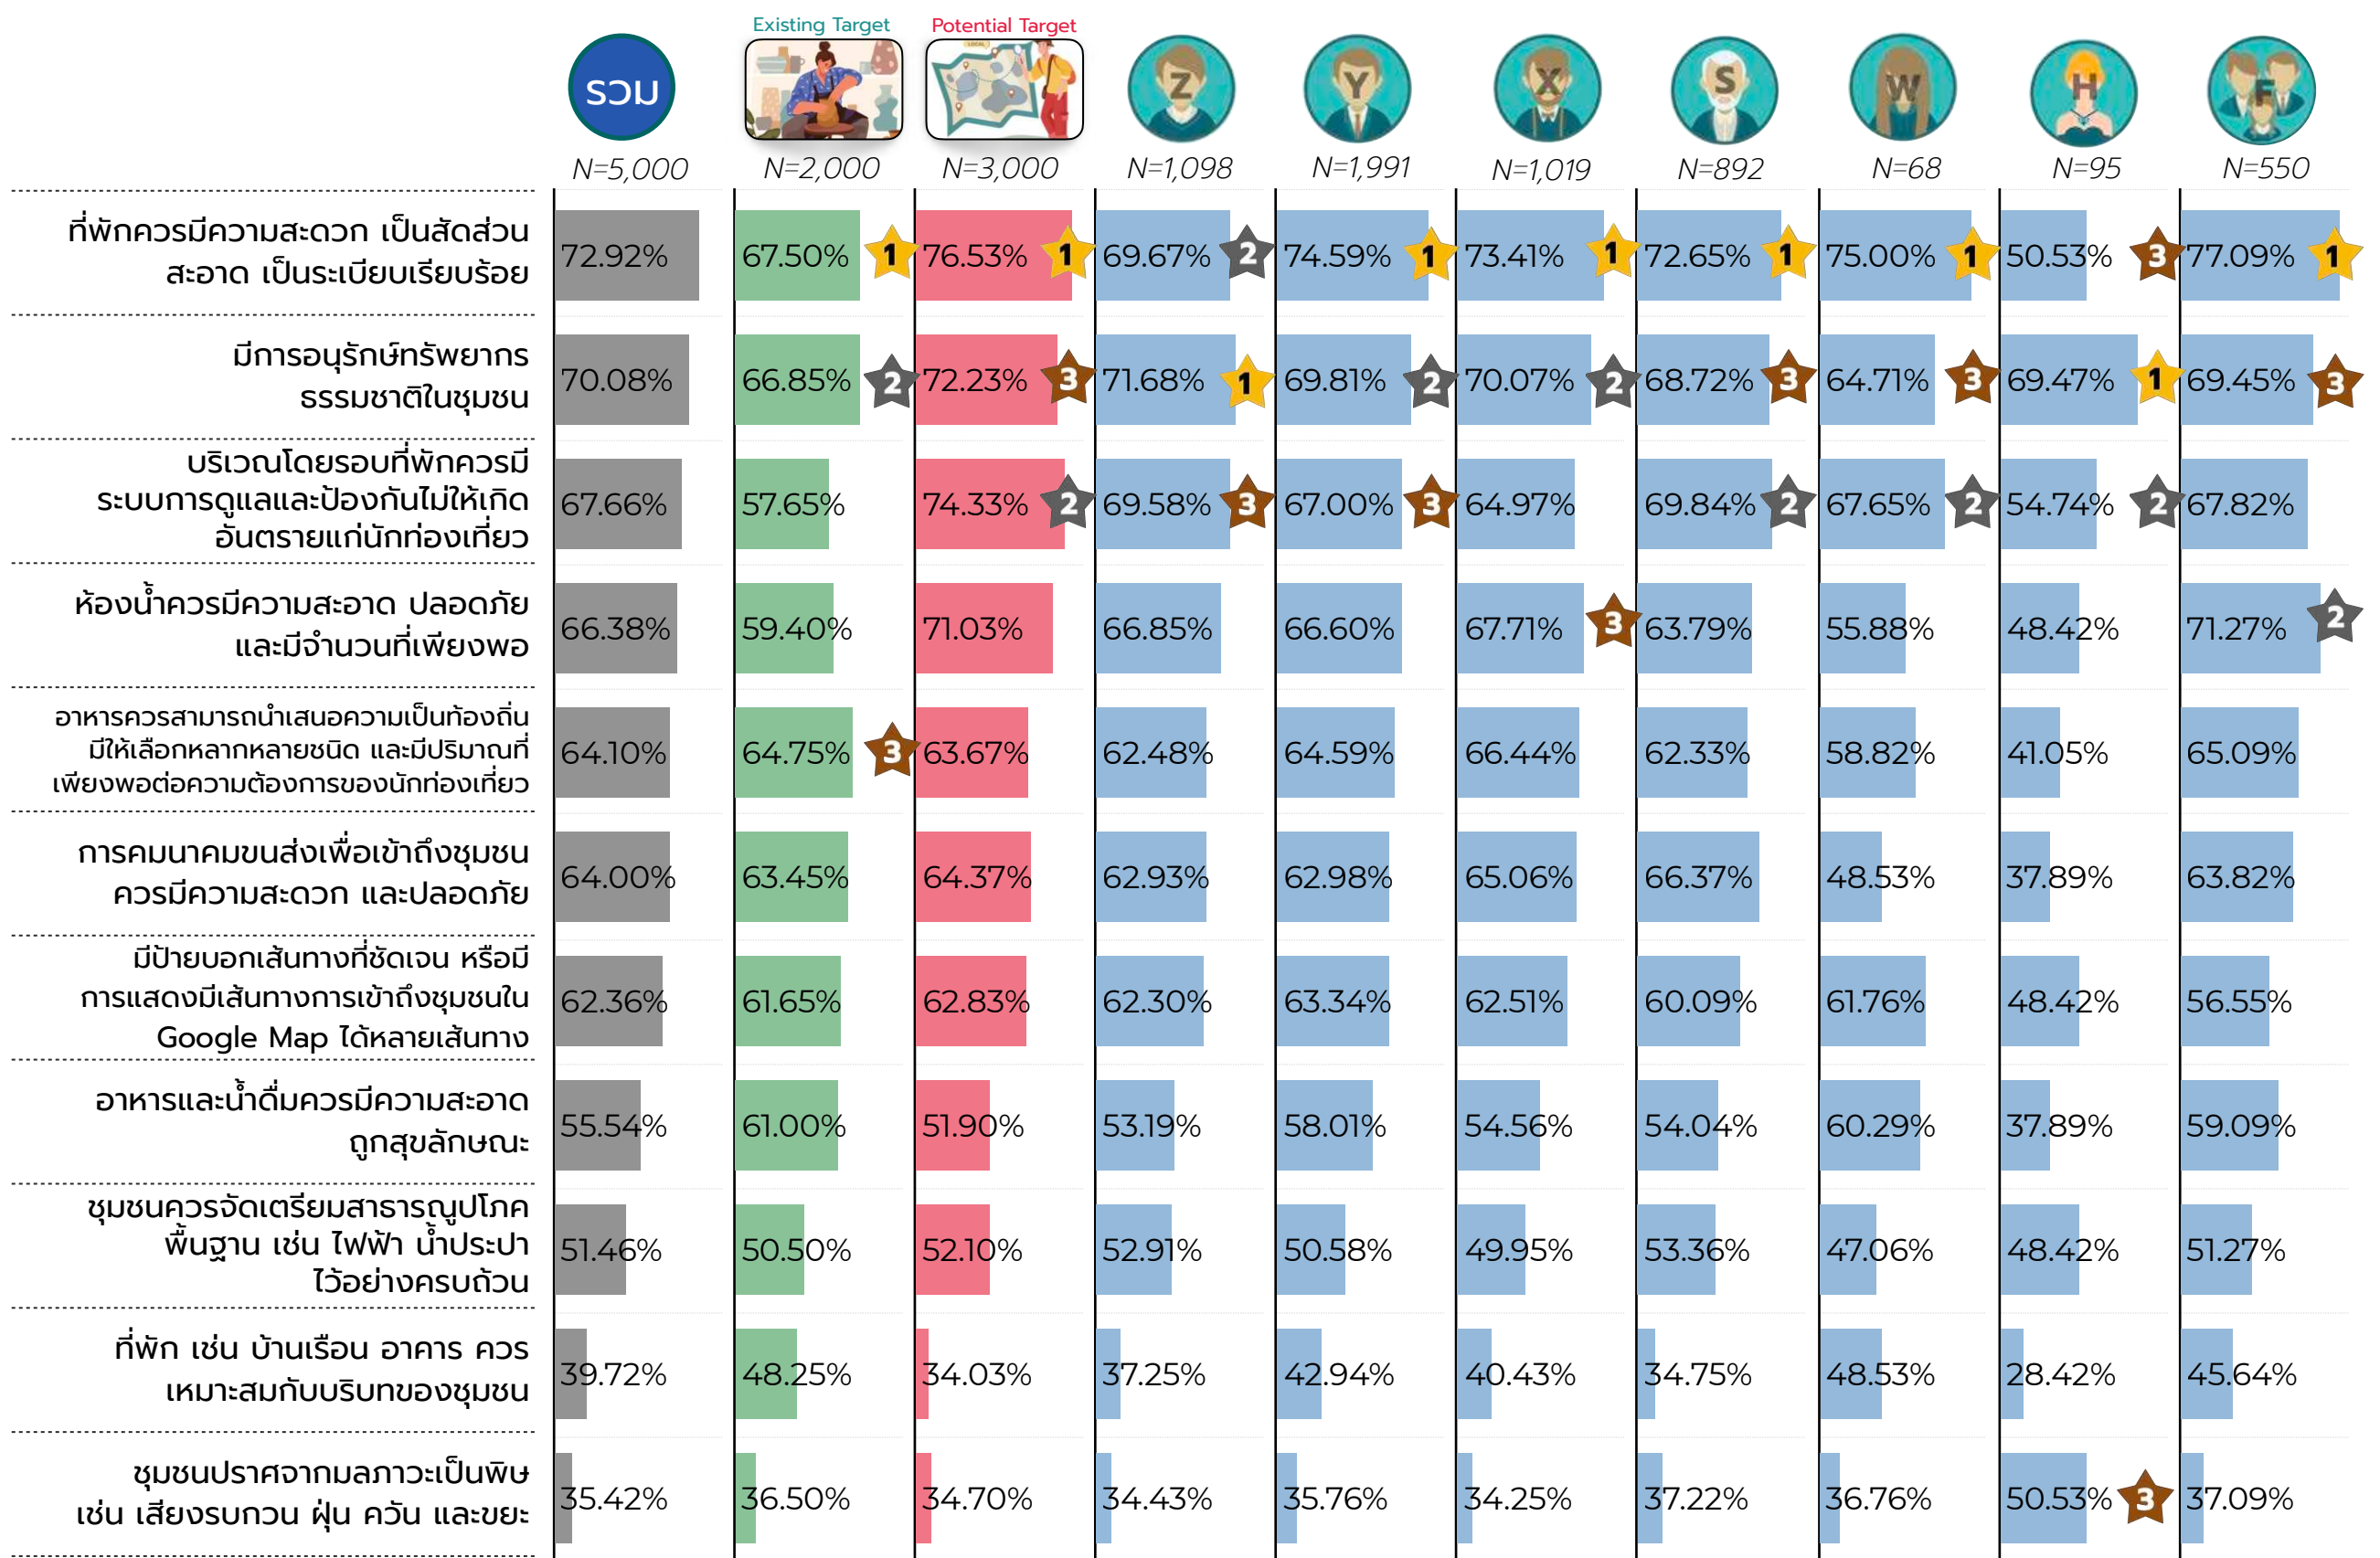 Existing Target
Potential Target
รวม
Z
Y
X
S
W
H
F
N=5,000
N=2,000
N=3,000
N=1,098
N=1,991
N=1,019
N=892
N=68
N=95
N=550
ที่พักควรมีความสะดวก เป็นสัดส่วน
สะอาด เป็นระเบียบเรียบร้อย
72.92%
67.50% 1
76.53% 1
69.67% 2
74.59% 1
73.41% 1
72.65% 1
75.00% 1
50.53% 3
77.09% 1
มีการอนุรักษ์ทรัพยากร
ธรรมชาติในชุมชน
70.08%
66.85% 2
72.23% 3
71.68% 1
69.81% 2
70.07% 2
68.72% 3
64.71% 3
69.47% 1
69.45% 3
บริเวณโดยรอบที่พักควรมี
ระบบการดูแลและป้องกันไม่ให้เกิด
อันตรายแก่นักท่องเที่ยว
67.66%
57.65%
74.33% 2
69.58% 3
67.00% 3
64.97%
69.84% 2
67.65% 2
54.74% 2
67.82%
ห้องน้ำควรมีความสะอาด ปลอดภัย
และมีจำนวนที่เพียงพอ
66.38%
59.40%
71.03%
66.85%
66.60%
67.71% 3
63.79%
55.88%
48.42%
71.27% 2
อาหารควรสามารถนำเสนอความเป็นท้องถิ่น
มีให้เลือกหลากหลายชนิด และมีปริมาณที่
เพียงพอต่อความต้องการของนักท่องเที่ยว
64.10%
64.75% 3
63.67%
62.48%
64.59%
66.44%
62.33%
58.82%
41.05%
65.09%
การคมนาคมขนส่งเพื่อเข้าถึงชุมชน
ควรมีความสะดวก และปลอดภัย
64.00%
63.45%
64.37%
62.93%
62.98%
65.06%
66.37%
48.53%
37.89%
63.82%
มีป้ายบอกเส้นทางที่ชัดเจน หรือมี
การแสดงมีเส้นทางการเข้าถึงชุมชนใน
Google Map ได้หลายเส้นทาง
62.36%
61.65%
62.83%
62.30%
63.34%
62.51%
60.09%
61.76%
48.42%
56.55%
อาหารและน้ำดื่มควรมีความสะอาด
ถูกสุขลักษณะ
55.54%
61.00%
51.90%
53.19%
58.01%
54.56%
54.04%
60.29%
37.89%
59.09%
ชุมชนควรจัดเตรียมสาธารณูปโภค
พื้นฐาน เช่น ไฟฟ้า น้ำประปา
ไว้อย่างครบถ้วน
51.46%
50.50%
52.10%
52.91%
50.58%
49.95%
53.36%
47.06%
48.42%
51.27%
ที่พัก เช่น บ้านเรือน อาคาร ควร
เหมาะสมกับบริบทของชุมชน
39.72%
48.25%
34.03%
37.25%
42.94%
40.43%
34.75%
48.53%
28.42%
45.64%
ชุมชนปราศจากมลภาวะเป็นพิษ
เช่น เสียงรบกวน ฝุ่น ควัน และขยะ
35.42%
36.50%
34.70%
34.43%
35.76%
34.25%
37.22%
36.76%
50.53% 3
37.09%